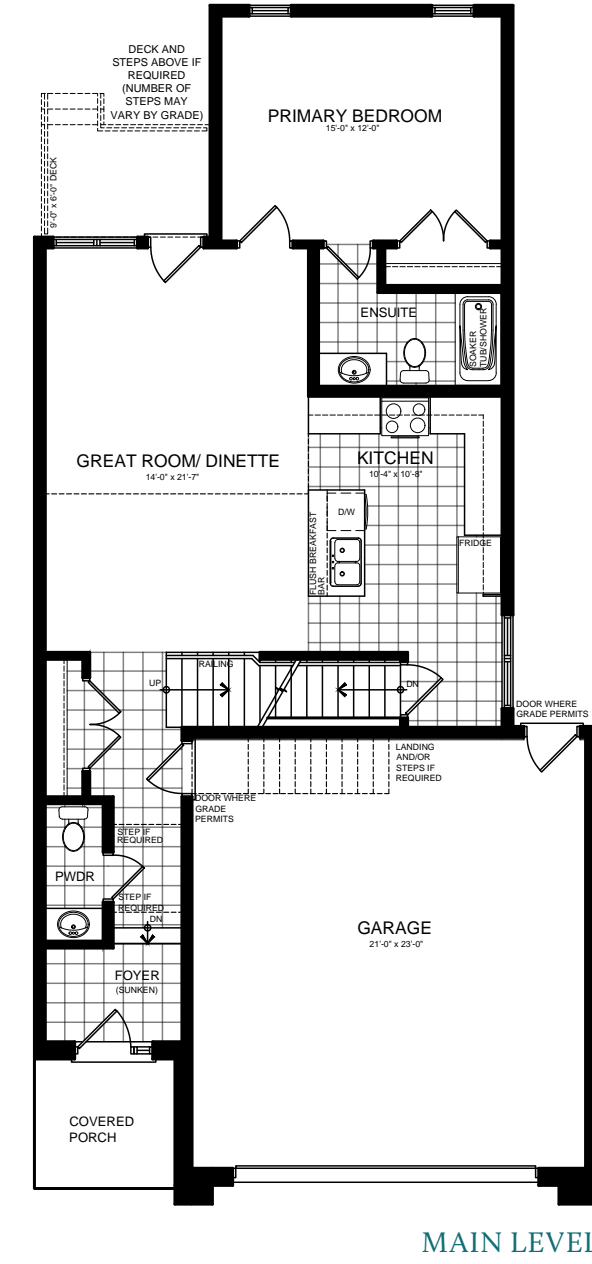 DECK AND
STEPS ABOVE IF
REQUIRED
(NUMBER OF
STEPS MAY
VARY BY GRADE)
PRIMARY BEDROOM
15'-0" x 12'-0"
9'-0" x 6'-0" DECK
ENSUITE
SOAKER
TUB/SHOWER
GREAT ROOM/ DINETTE
14'-0" x 21'-7"
KITCHEN
10'-4" x 10'-8"
D/W
FLUSH BREAKFAST
BAR
FRIDGE
RAILING
UP
DN
DOOR WHERE
GRADE PERMITS
LANDING
AND/OR
STEPS IF
REQUIRED
DOOR WHERE
GRADE
PERMITS
STEP IF
REQUIRED
PWDR
STEP IF
REQUIRED
DN
GARAGE
21'-0" x 23'-0"
FOYER
(SUNKEN)
COVERED
PORCH
MAIN LEVEL